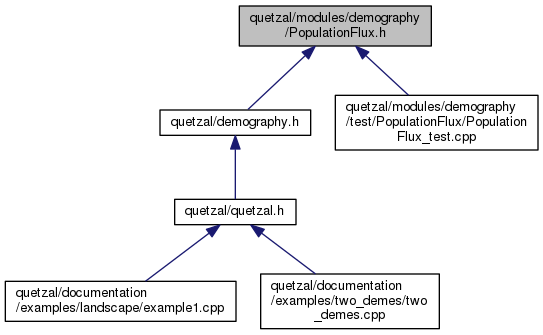 quetzal/modules/demography
/PopulationFlux.h
quetzal/demography.h
quetzal/modules/demography
/test/PopulationFlux/Population
Flux_test.cpp
quetzal/quetzal.h
quetzal/documentation
/examples/landscape/example1.cpp
quetzal/documentation
/examples/two_demes/two
_demes.cpp